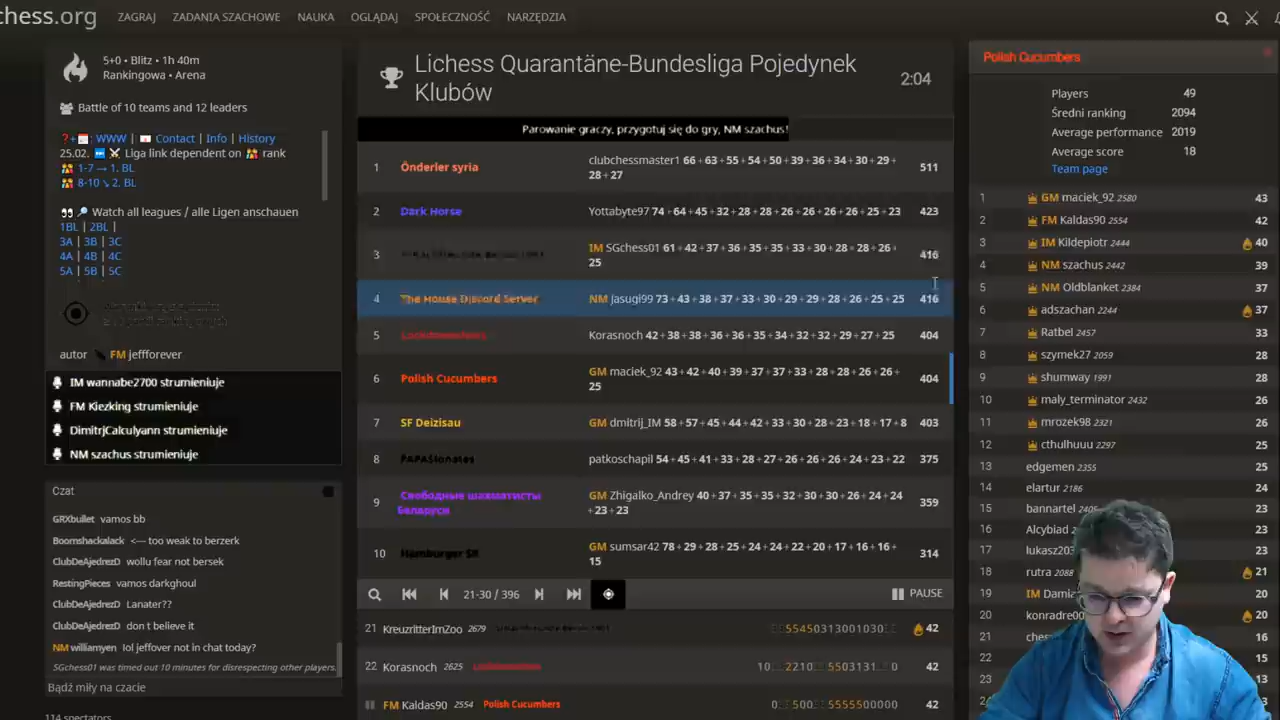 chess.org
ZAGRAJ ZADANIA SZACHOWE NAUKA OGLĄDAJ SPOŁECZNOŚĆ NARZĘDZIA
5+0 • Blitz • 1h 40m
Rankingowa • Arena
Battle of 10 teams and 12 leaders
WWW | Contact | Info | History
25.02. Liga link dependent on rank
1-7 → 1. BL
8-10 ↘ 2. BL
Watch all leagues / alle Ligen anschauen
1BL | 2BL |
3A | 3B | 3C
4A | 4B | 4C
5A | 5B | 5C
autor FM jeffforever
IM wannabe2700 strumieniuje
FM Kiezking strumieniuje
DimitrjCalculyann strumieniuje
NM szachus strumieniuje
Czat
GRXbullet vamos bb
Boomshackalack <--- too weak to berzerk
ClubDeAjedrezD wollu fear not bersek
RestingPieces vamos darkghoul
ClubDeAjedrezD Lanater??
ClubDeAjedrezD don t believe it
NM williamyen lol jeffover not in chat today?
SGchess01 was timed out 10 minutes for disrespecting other players.
Bądź miły na czacie
114 spectators
Lichess Quarantäne-Bundesliga Pojedynek
Klubów
2:04
Parowanie graczy, przygotuj się do gry, NM szachus!
1 Önderler syria clubchessmaster1 66+63+55+54+50+39+36+34+30+29+
28+27 511
2 Dark Horse Yottabyte97 74+64+45+32+28+28+26+26+26+26+25+23 423
3 IM SGchess01 61+42+37+36+35+35+33+30+28+28+26+
25 416
4 The House Discord Server NM Jasugi99 73+43+38+37+33+30+29+29+28+26+25+25 416
5 Korasnoch 42+38+38+36+36+35+34+32+32+29+27+25 404
6 Polish Cucumbers GM maciek_92 43+42+40+39+37+37+33+28+28+26+26+
25 404
7 SF Deizisau GM dmitrij_IM 58+57+45+44+42+33+30+28+23+18+17+8 403
8 patkoschapil 54+45+41+33+28+27+26+26+26+24+23+22 375
9 Свободные шахматисты
Беларуси GM Zhigalko_Andrey 40+37+35+35+32+30+30+26+24+24
+23+23 359
10 Hamburger SK GM sumsar42 78+29+28+25+24+24+22+20+17+16+16+
15 314
21-30 / 396 PAUSE
21 KreuzritterImZoo 2679 42
22 Korasnoch 2625 42
FM Kaldas90 2554 Polish Cucumbers 42
Polish Cucumbers
Players 49
Średni ranking 2094
Average performance 2019
Average score 18
Team page
1 GM maciek_92 2580 43
2 FM Kaldas90 2554 42
3 IM Kildepiotr 2444 40
4 NM szachus 2442 39
5 NM Oldblanket 2384 37
6 adszachan 2244 37
7 Ratbel 2457 33
8 szymek27 2059 28
9 shumway 1991 28
10 maly_terminator 2432 26
11 mrozek98 2321 26
12 cthulhuuu 2297 25
13 edgemen 2355 25
14 elartur 2186 24
15 bannartel 23
16 Alcybiad 23
17 lukasz203 23
18 rutra 21
19 IM Damia 20
20 konradre00 20
21 ches 16
22 15
23 13